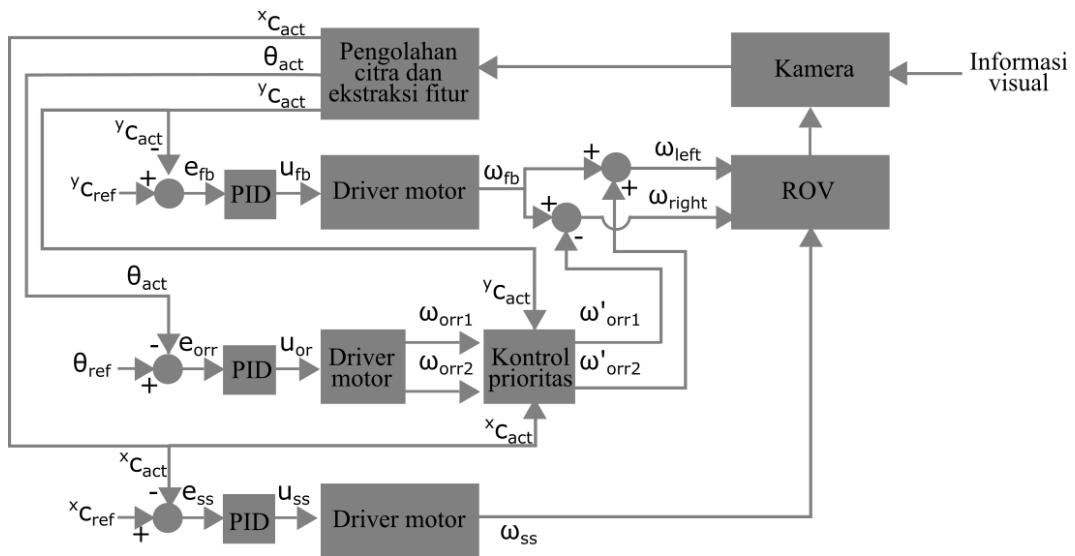 xCact
θact
yCact
Pengolahan
citra dan
ekstraksi fitur
Kamera
Informasi
visual
yCact
-
+
yCref
efb
PID
ufb
Driver motor
ωfb
+
+
ωleft
+
-
ωright
ROV
θact
yCact
-
+
θref
eorr
PID
uor
Driver
motor
ωorr1
ωorr2
Kontrol
prioritas
ω'orr1
ω'orr2
xCact
xCact
-
+
xCref
ess
PID
uss
Driver motor
ωss